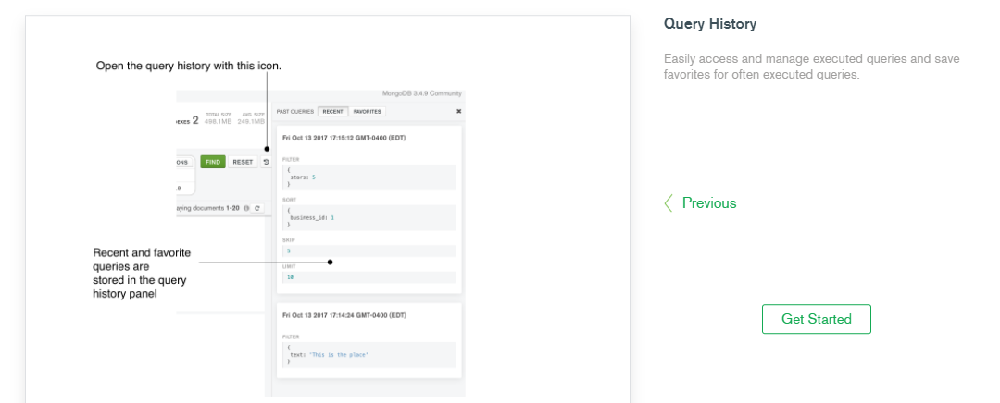 Query History
Easily access and manage executed queries and save
favorites for often executed queries.
Open the query history with this icon.
MongoDB 3.4.9 Community
PAST QUERIES RECENT FAVORITES
EXES 2 TOTAL SIZE 498.1MB AVG. SIZE 249.1MB
Fri Oct 13 2017 17:15:12 GMT-0400 (EDT)
ONS FIND RESET
FILTER
{
stars: 5
}
SORT
{
business_id: 1
}
aying documents 1-20
SKIP
5
LIMIT
10
Recent and favorite
queries are
stored in the query
history panel
Fri Oct 13 2017 17:14:24 GMT-0400 (EDT)
FILTER
{
text: 'This is the place'
}
Previous
Get Started